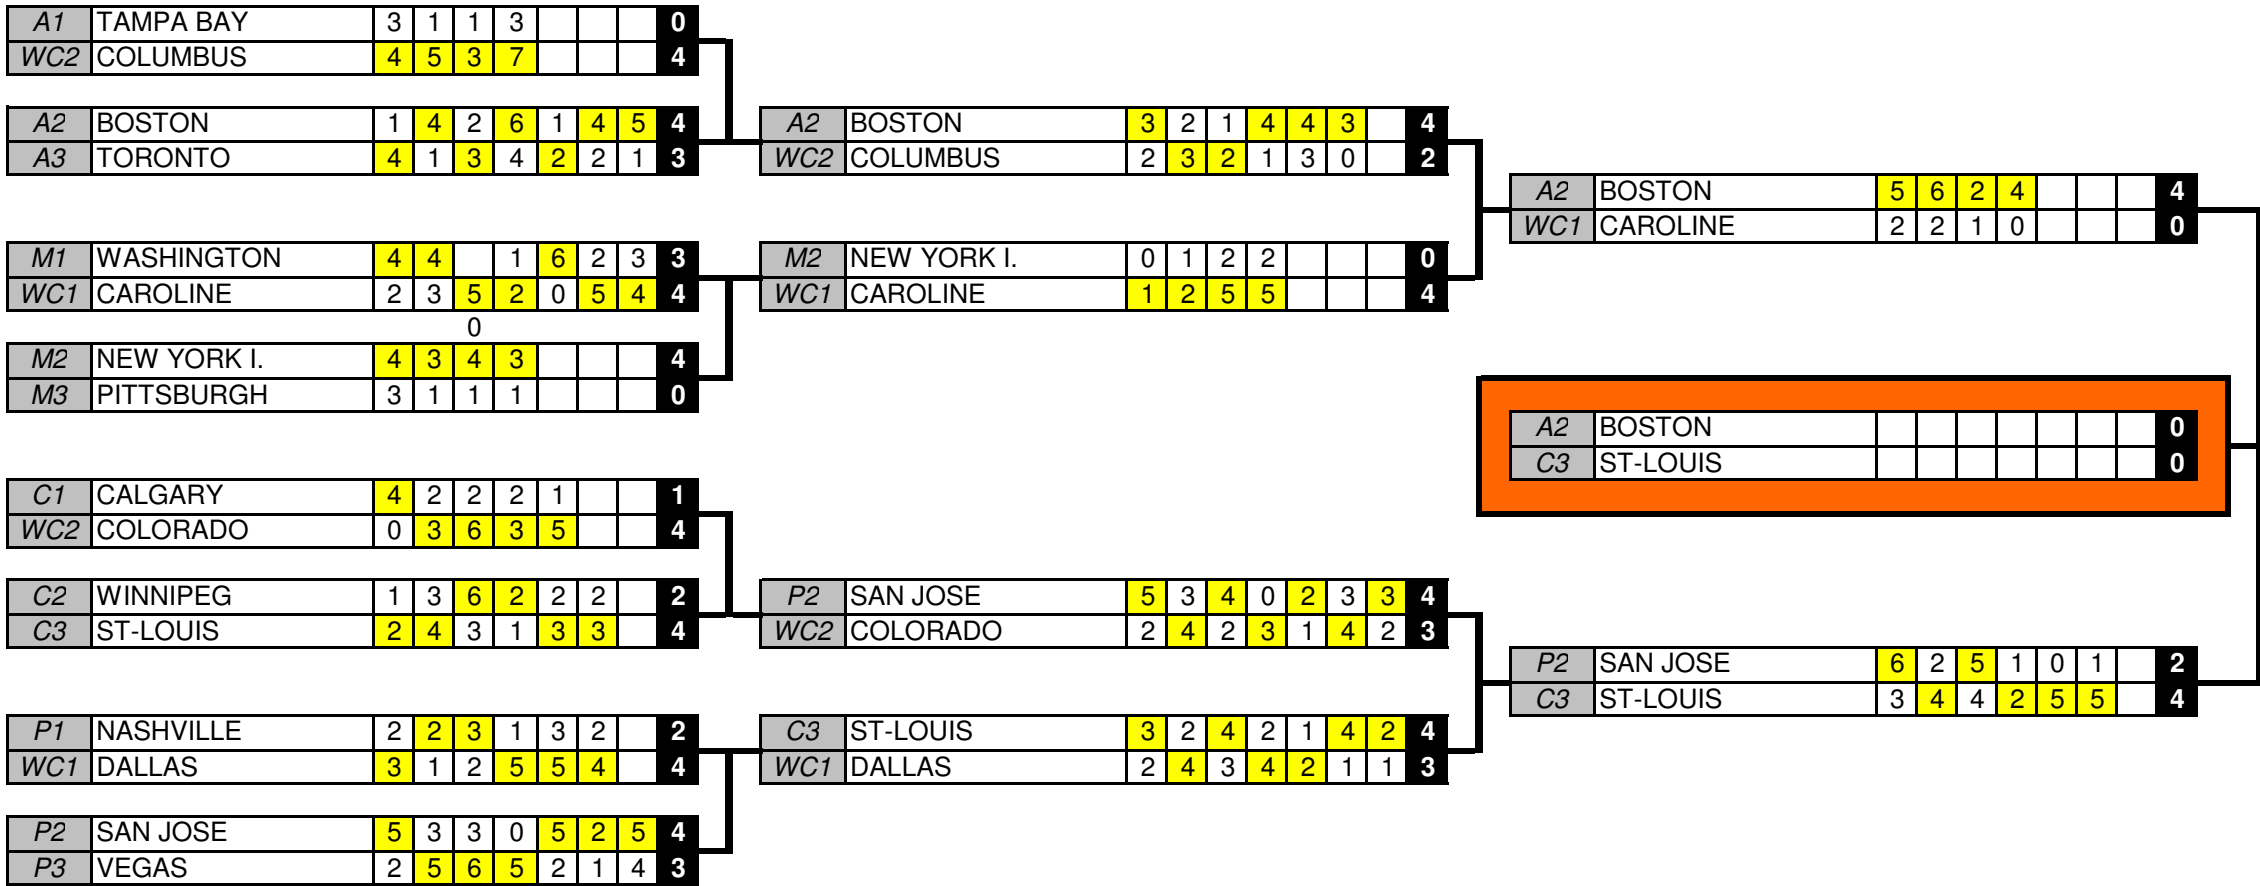 A1 TAMPA BAY 3 1 1 3 0
WC2 COLUMBUS 4 5 3 7 4
A2 BOSTON 1 4 2 6 1 4 5 4
A3 TORONTO 4 1 3 4 2 2 1 3
M1 WASHINGTON 4 4 1 6 2 3 3
WC1 CAROLINE 2 3 5 2 0 5 4 4
0
M2 NEW YORK I. 4 3 4 3 4
M3 PITTSBURGH 3 1 1 1 0
C1 CALGARY 4 2 2 2 1 1
WC2 COLORADO 0 3 6 3 5 4
C2 WINNIPEG 1 3 6 2 2 2 2
C3 ST-LOUIS 2 4 3 1 3 3 4
P1 NASHVILLE 2 2 3 1 3 2 2
WC1 DALLAS 3 1 2 5 5 4 4
P2 SAN JOSE 5 3 3 0 5 2 5 4
P3 VEGAS 2 5 6 5 2 1 4 3
A2 BOSTON 3 2 1 4 4 3 4
WC2 COLUMBUS 2 3 2 1 3 0 2
M2 NEW YORK I. 0 1 2 2 0
WC1 CAROLINE 1 2 5 5 4
P2 SAN JOSE 5 3 4 0 2 3 3 4
WC2 COLORADO 2 4 2 3 1 4 2 3
C3 ST-LOUIS 3 2 4 2 1 4 2 4
WC1 DALLAS 2 4 3 4 2 1 1 3
A2 BOSTON 5 6 2 4 4
WC1 CAROLINE 2 2 1 0 0
A2 BOSTON 0
C3 ST-LOUIS 0
P2 SAN JOSE 6 2 5 1 0 1 2
C3 ST-LOUIS 3 4 4 2 5 5 4